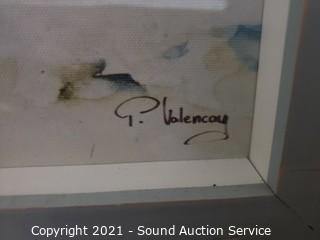 P. Valencay
Copyright 2021 - Sound Auction Service